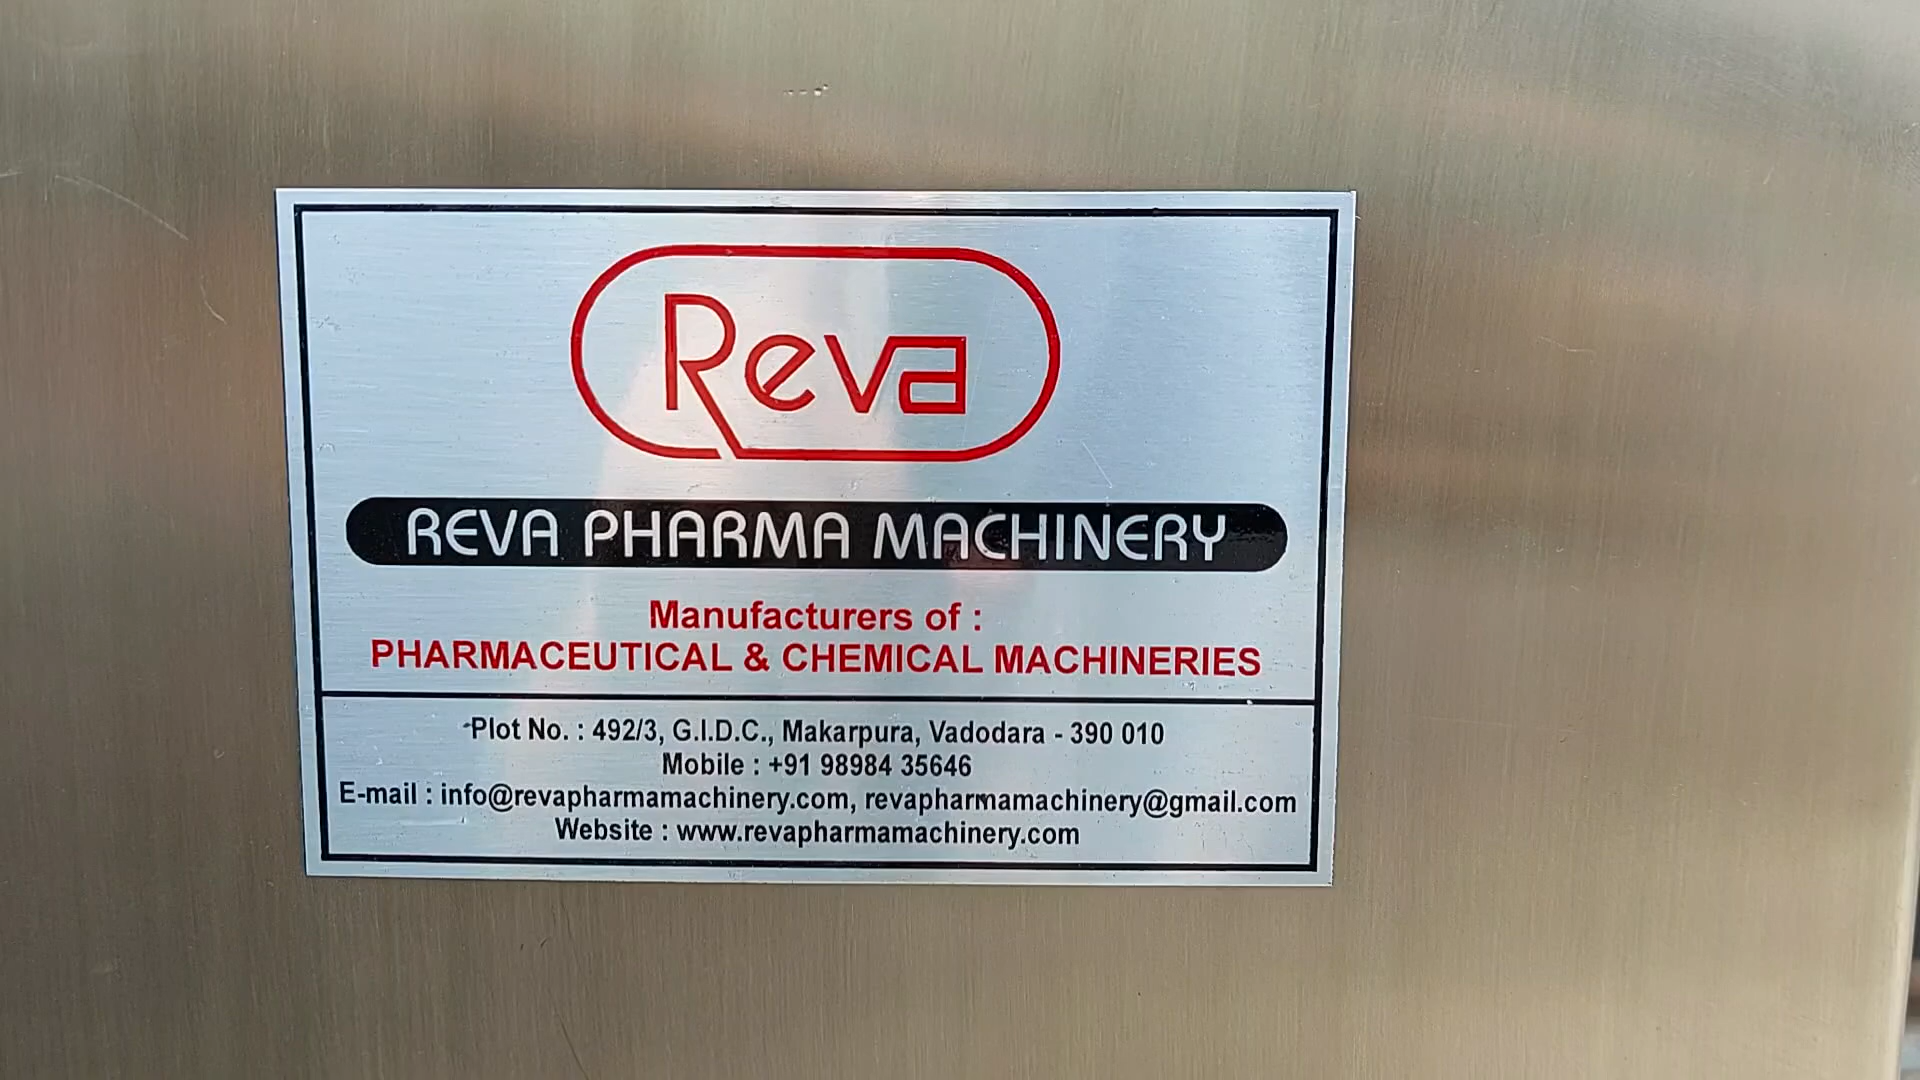 Reva
REVA PHARMA MACHINERY
Manufacturers of :
PHARMACEUTICAL & CHEMICAL MACHINERIES
Plot No. : 492/3, G.I.D.C., Makarpura, Vadodara - 390 010
Mobile : +91 98984 35646
E-mail : info@revapharmamachinery.com, revapharmamachinery@gmail.com
Website : www.revapharmamachinery.com